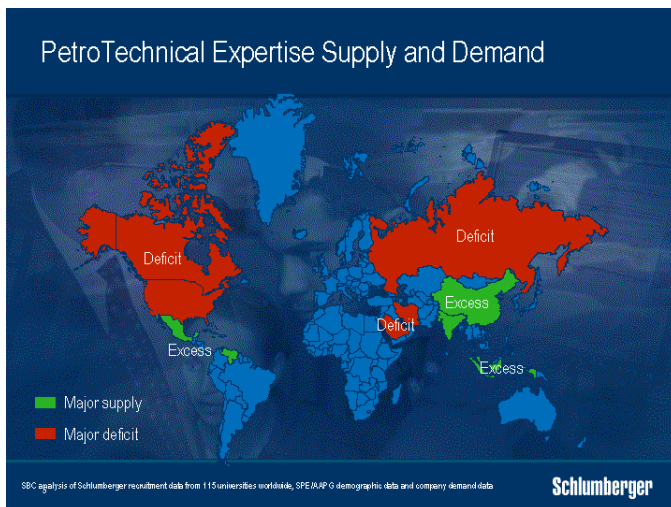 PetroTechnical Expertise Supply and Demand
Deficit
Deficit
Excess
Deficit
Excess
Excess
Major supply
Major deficit
SBC analysis of Schlumberger recruitment data from 115 universities worldwide, SPE/AAPG demographic data and company demand data
Schlumberger